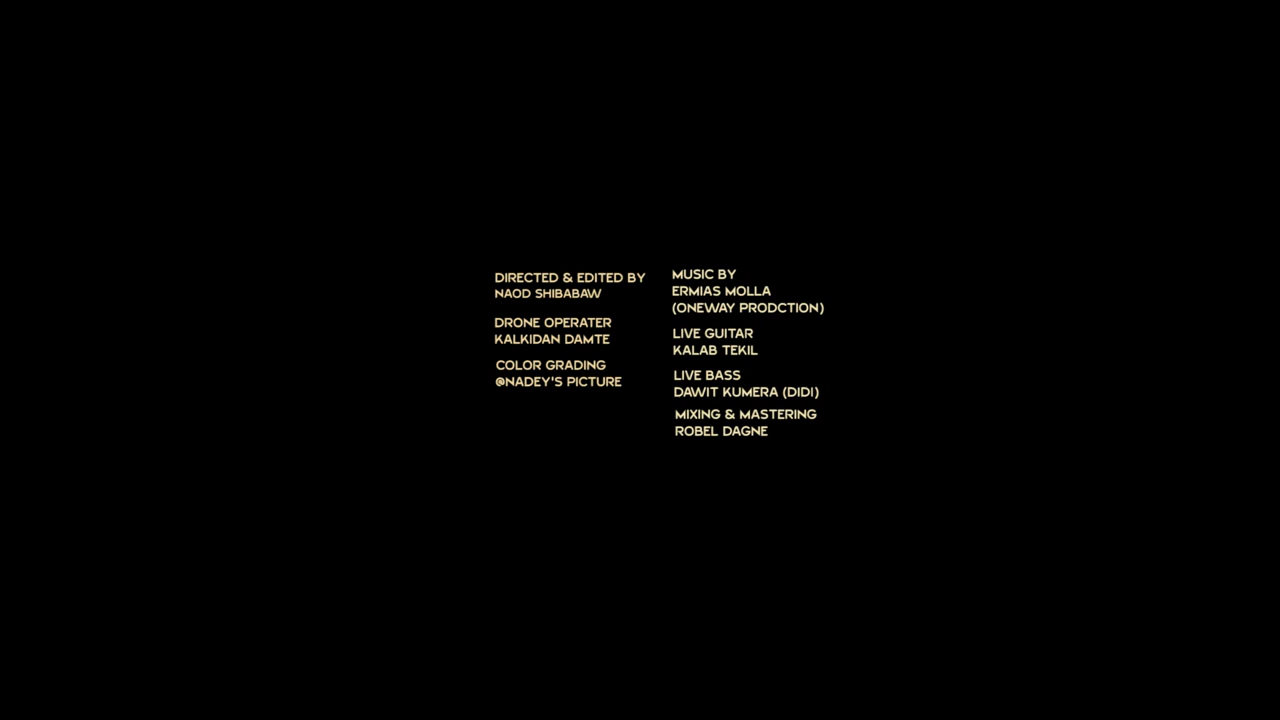 DIRECTED & EDITED BY
NAOD SHIBABAW
DRONE OPERATER
KALKIDAN DAMTE
COLOR GRADING
@NADEY'S PICTURE
MUSIC BY
ERMIAS MOLLA
(ONEWAY PRODCTION)
LIVE GUITAR
KALAB TEKIL
LIVE BASS
DAWIT KUMERA (DIDI)
MIXING & MASTERING
ROBEL DAGNE